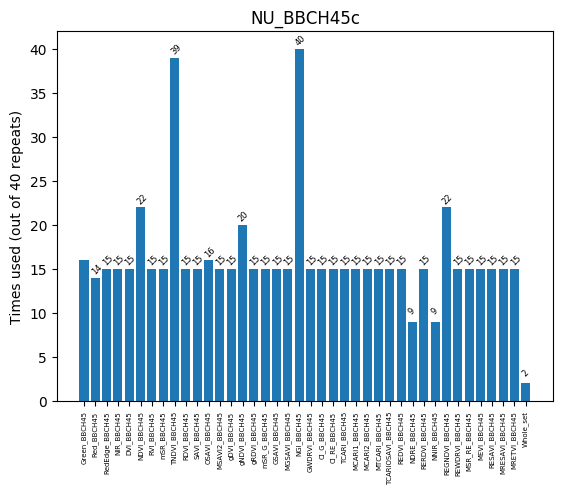 NU_BBCH45c
Times used (out of 40 repeats)
40
35
30
25
20
15
10
5
0
14
15
15
15
22
15
15
39
15
15
16
15
15
20
15
15
15
15
40
15
15
15
15
15
15
15
15
15
9
15
9
22
15
15
15
15
15
15
2
Green_BBCH45
Red_BBCH45
RedEdge_BBCH45
NIR_BBCH45
DVI_BBCH45
NDVI_BBCH45
RVI_BBCH45
mSR_BBCH45
TNDVI_BBCH45
RDVI_BBCH45
SAVI_BBCH45
OSAVI_BBCH45
MSAVI2_BBCH45
gDVI_BBCH45
gNDVI_BBCH45
gRDVI_BBCH45
mSR_G_BBCH45
GSAVI_BBCH45
MGSAVI_BBCH45
NGI_BBCH45
GWDRVI_BBCH45
CI_G_BBCH45
CI_RE_BBCH45
TCARI_BBCH45
MCARI1_BBCH45
MCARI2_BBCH45
MTCARI_BBCH45
TCARIOSAVI_BBCH45
REDVI_BBCH45
NDRE_BBCH45
RERDVI_BBCH45
NNIR_BBCH45
REGNDVI_BBCH45
REWDRVI_BBCH45
MSR_RE_BBCH45
MEVI_BBCH45
RESAVI_BBCH45
MRESAVI_BBCH45
MRETVI_BBCH45
Whole_set